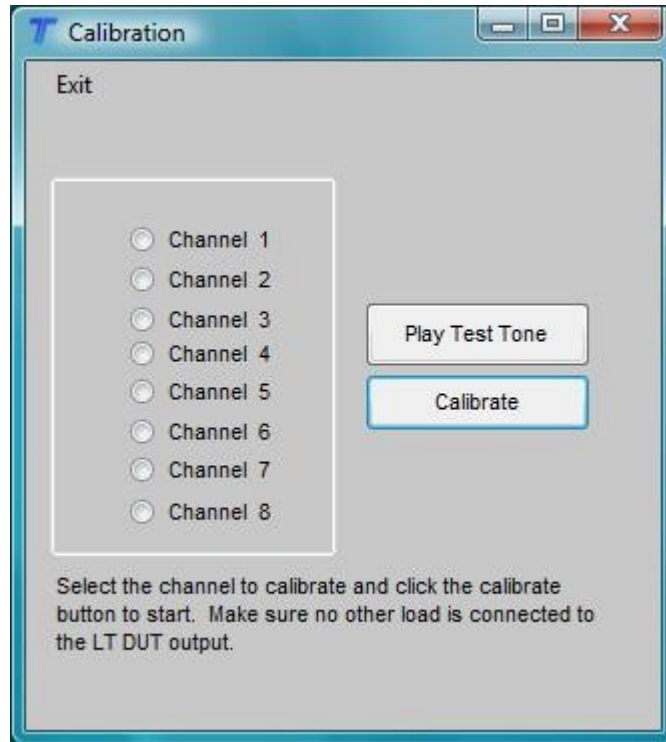 Calibration
Exit
Channel 1
Channel 2
Channel 3
Channel 4
Channel 5
Channel 6
Channel 7
Channel 8
Play Test Tone
Calibrate
Select the channel to calibrate and click the calibrate
button to start. Make sure no other load is connected to
the LT DUT output.